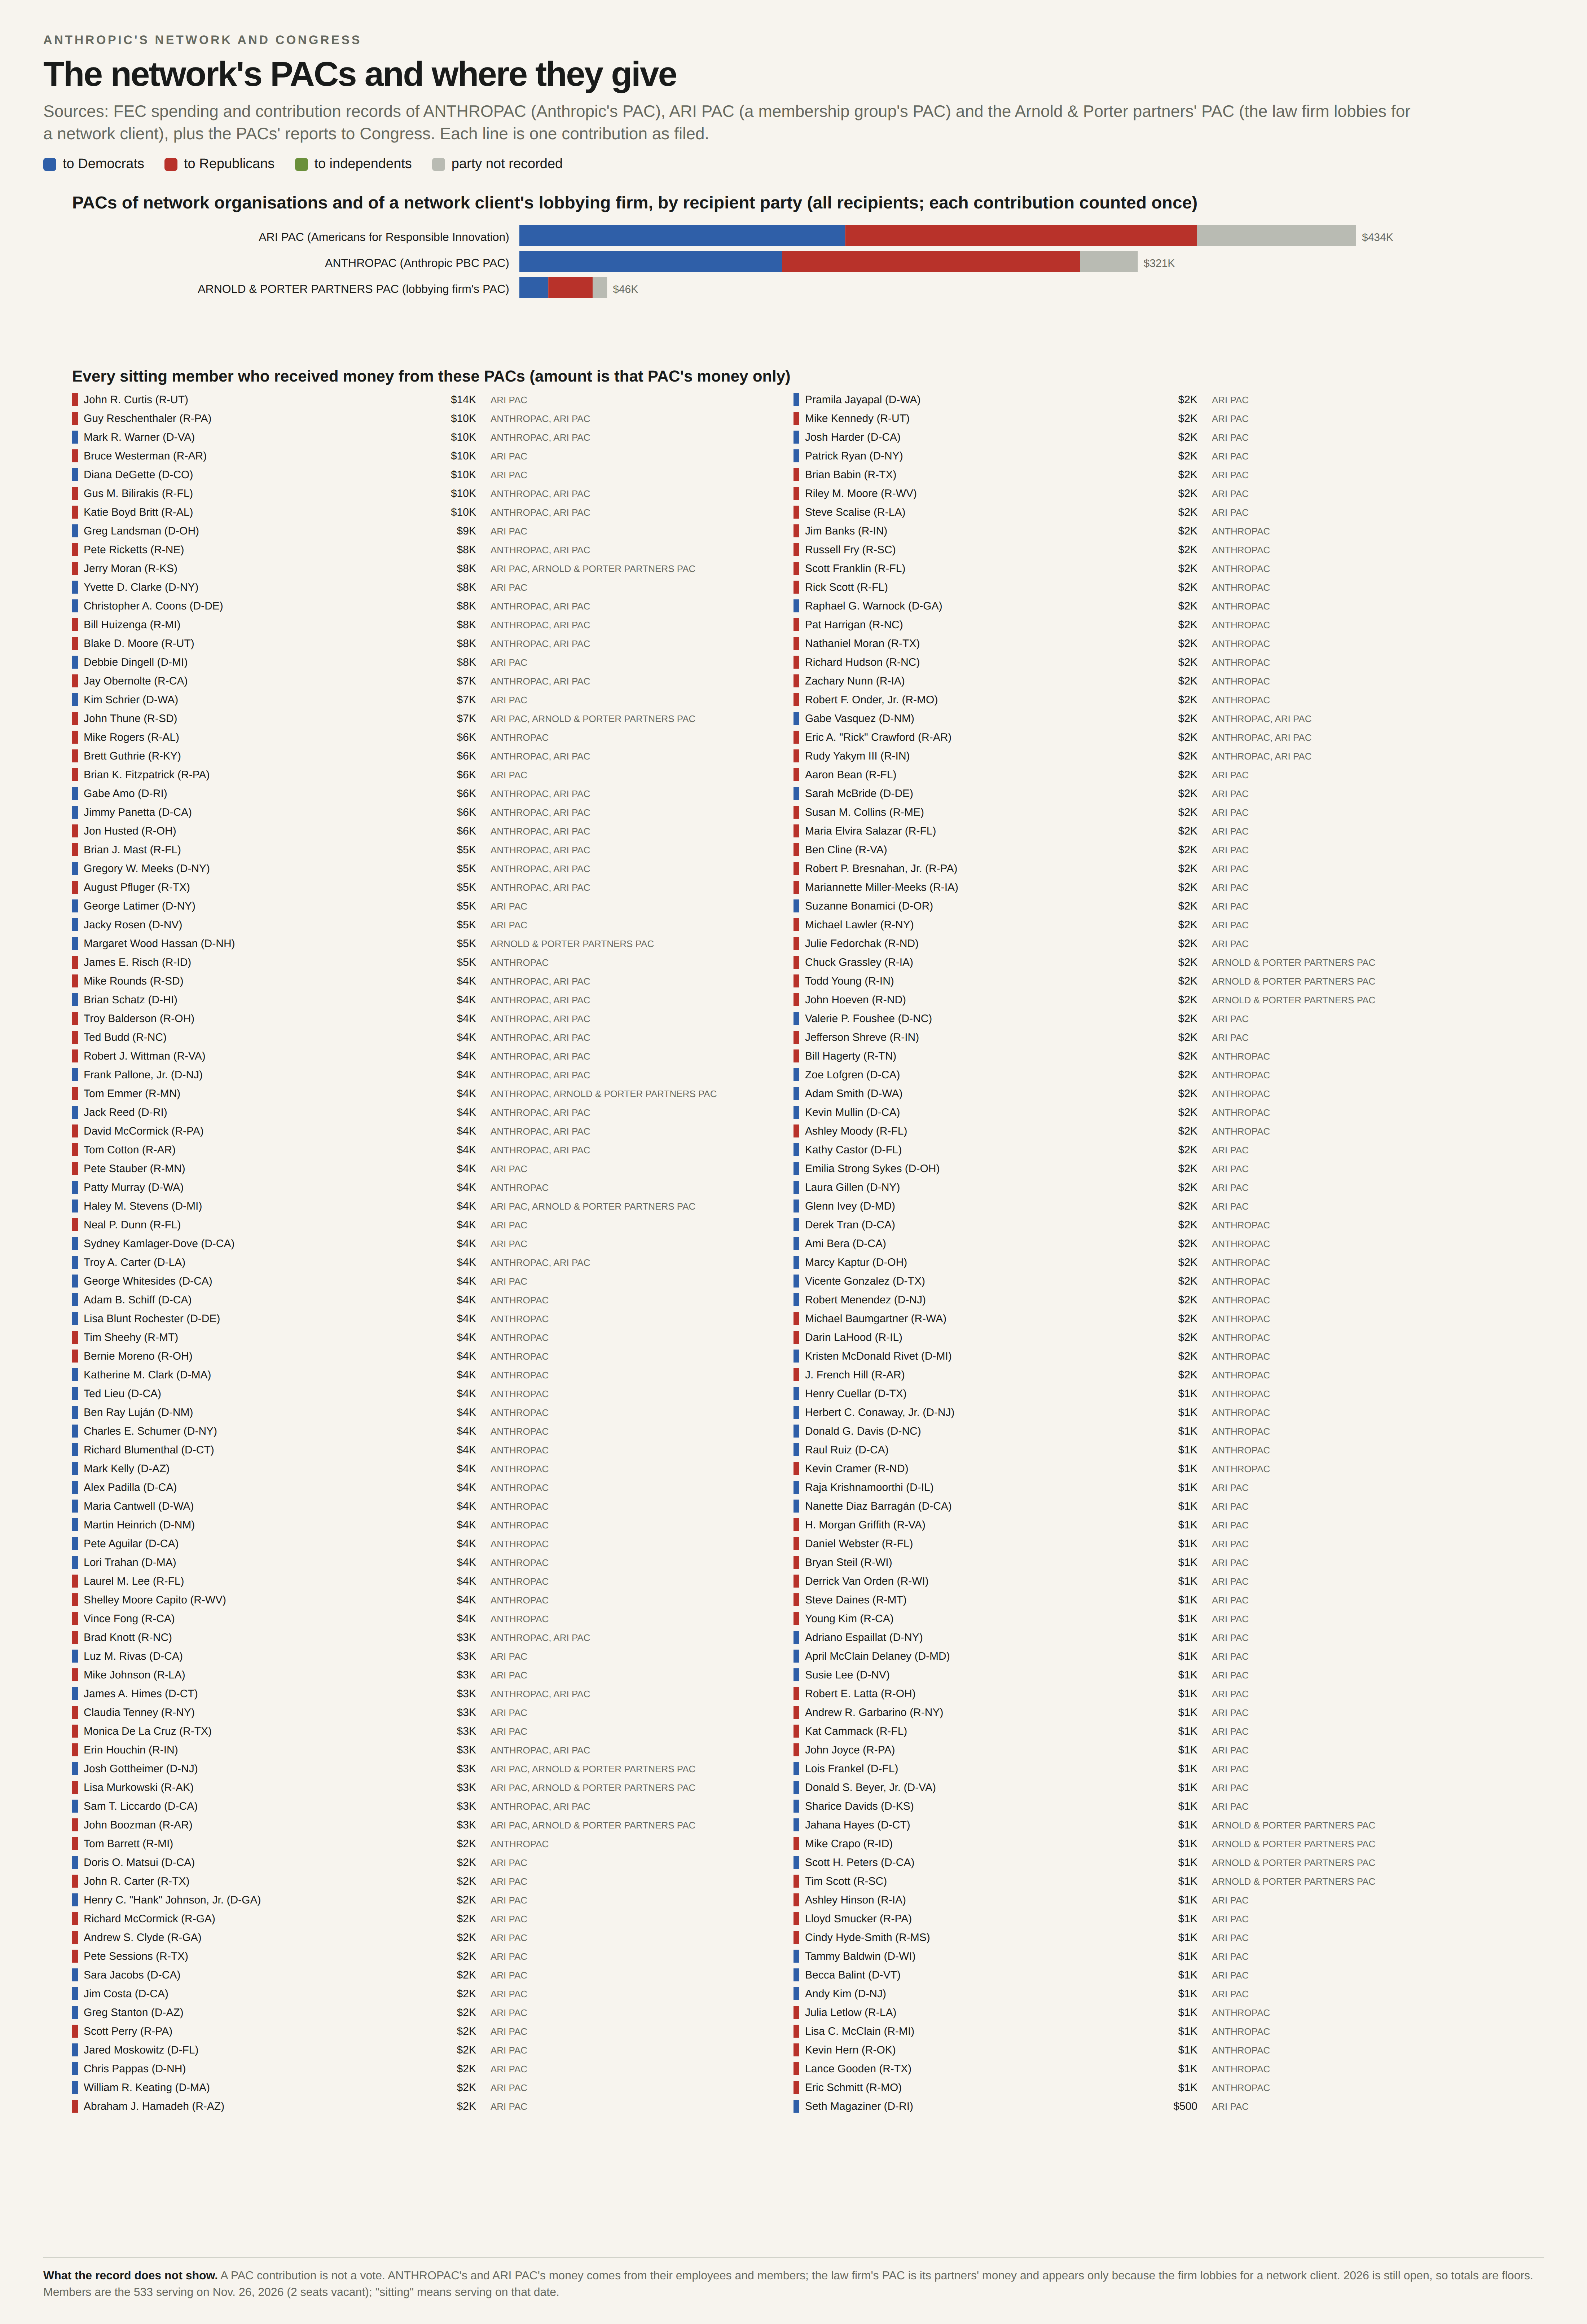 ANTHROPIC'S NETWORK AND CONGRESS
The network's PACs and where they give
Sources: FEC spending and contribution records of ANTHROPAC (Anthropic's PAC), ARI PAC (a membership group's PAC) and the Arnold & Porter partners' PAC (the law firm lobbies for
a network client), plus the PACs' reports to Congress. Each line is one contribution as filed.
to Democrats to Republicans to independents party not recorded
PACs of network organisations and of a network client's lobbying firm, by recipient party (all recipients; each contribution counted once)
ARI PAC (Americans for Responsible Innovation) $434K
ANTHROPAC (Anthropic PBC PAC) $321K
ARNOLD & PORTER PARTNERS PAC (lobbying firm's PAC) $46K
Every sitting member who received money from these PACs (amount is that PAC's money only)
John R. Curtis (R-UT) $14K ARI PAC
Guy Reschenthaler (R-PA) $10K ANTHROPAC, ARI PAC
Mark R. Warner (D-VA) $10K ANTHROPAC, ARI PAC
Bruce Westerman (R-AR) $10K ARI PAC
Diana DeGette (D-CO) $10K ARI PAC
Gus M. Bilirakis (R-FL) $10K ANTHROPAC, ARI PAC
Katie Boyd Britt (R-AL) $10K ANTHROPAC, ARI PAC
Greg Landsman (D-OH) $9K ARI PAC
Pete Ricketts (R-NE) $8K ANTHROPAC, ARI PAC
Jerry Moran (R-KS) $8K ARI PAC, ARNOLD & PORTER PARTNERS PAC
Yvette D. Clarke (D-NY) $8K ARI PAC
Christopher A. Coons (D-DE) $8K ANTHROPAC, ARI PAC
Bill Huizenga (R-MI) $8K ANTHROPAC, ARI PAC
Blake D. Moore (R-UT) $8K ANTHROPAC, ARI PAC
Debbie Dingell (D-MI) $8K ARI PAC
Jay Obernolte (R-CA) $7K ANTHROPAC, ARI PAC
Kim Schrier (D-WA) $7K ARI PAC
John Thune (R-SD) $7K ARI PAC, ARNOLD & PORTER PARTNERS PAC
Mike Rogers (R-AL) $6K ANTHROPAC
Brett Guthrie (R-KY) $6K ANTHROPAC, ARI PAC
Brian K. Fitzpatrick (R-PA) $6K ARI PAC
Gabe Amo (D-RI) $6K ANTHROPAC, ARI PAC
Jimmy Panetta (D-CA) $6K ANTHROPAC, ARI PAC
Jon Husted (R-OH) $6K ANTHROPAC, ARI PAC
Brian J. Mast (R-FL) $5K ANTHROPAC, ARI PAC
Gregory W. Meeks (D-NY) $5K ANTHROPAC, ARI PAC
August Pfluger (R-TX) $5K ANTHROPAC, ARI PAC
George Latimer (D-NY) $5K ARI PAC
Jacky Rosen (D-NV) $5K ARI PAC
Margaret Wood Hassan (D-NH) $5K ARNOLD & PORTER PARTNERS PAC
James E. Risch (R-ID) $5K ANTHROPAC
Mike Rounds (R-SD) $4K ANTHROPAC, ARI PAC
Brian Schatz (D-HI) $4K ANTHROPAC, ARI PAC
Troy Balderson (R-OH) $4K ANTHROPAC, ARI PAC
Ted Budd (R-NC) $4K ANTHROPAC, ARI PAC
Robert J. Wittman (R-VA) $4K ANTHROPAC, ARI PAC
Frank Pallone, Jr. (D-NJ) $4K ANTHROPAC, ARI PAC
Tom Emmer (R-MN) $4K ANTHROPAC, ARNOLD & PORTER PARTNERS PAC
Jack Reed (D-RI) $4K ANTHROPAC, ARI PAC
David McCormick (R-PA) $4K ANTHROPAC, ARI PAC
Tom Cotton (R-AR) $4K ANTHROPAC, ARI PAC
Pete Stauber (R-MN) $4K ARI PAC
Patty Murray (D-WA) $4K ANTHROPAC
Haley M. Stevens (D-MI) $4K ARI PAC, ARNOLD & PORTER PARTNERS PAC
Neal P. Dunn (R-FL) $4K ARI PAC
Sydney Kamlager-Dove (D-CA) $4K ARI PAC
Troy A. Carter (D-LA) $4K ANTHROPAC, ARI PAC
George Whitesides (D-CA) $4K ARI PAC
Adam B. Schiff (D-CA) $4K ANTHROPAC
Lisa Blunt Rochester (D-DE) $4K ANTHROPAC
Tim Sheehy (R-MT) $4K ANTHROPAC
Bernie Moreno (R-OH) $4K ANTHROPAC
Katherine M. Clark (D-MA) $4K ANTHROPAC
Ted Lieu (D-CA) $4K ANTHROPAC
Ben Ray Luján (D-NM) $4K ANTHROPAC
Charles E. Schumer (D-NY) $4K ANTHROPAC
Richard Blumenthal (D-CT) $4K ANTHROPAC
Mark Kelly (D-AZ) $4K ANTHROPAC
Alex Padilla (D-CA) $4K ANTHROPAC
Maria Cantwell (D-WA) $4K ANTHROPAC
Martin Heinrich (D-NM) $4K ANTHROPAC
Pete Aguilar (D-CA) $4K ANTHROPAC
Lori Trahan (D-MA) $4K ANTHROPAC
Laurel M. Lee (R-FL) $4K ANTHROPAC
Shelley Moore Capito (R-WV) $4K ANTHROPAC
Vince Fong (R-CA) $4K ANTHROPAC
Brad Knott (R-NC) $3K ANTHROPAC, ARI PAC
Luz M. Rivas (D-CA) $3K ARI PAC
Mike Johnson (R-LA) $3K ARI PAC
James A. Himes (D-CT) $3K ANTHROPAC, ARI PAC
Claudia Tenney (R-NY) $3K ARI PAC
Monica De La Cruz (R-TX) $3K ARI PAC
Erin Houchin (R-IN) $3K ANTHROPAC, ARI PAC
Josh Gottheimer (D-NJ) $3K ARI PAC, ARNOLD & PORTER PARTNERS PAC
Lisa Murkowski (R-AK) $3K ARI PAC, ARNOLD & PORTER PARTNERS PAC
Sam T. Liccardo (D-CA) $3K ANTHROPAC, ARI PAC
John Boozman (R-AR) $3K ARI PAC, ARNOLD & PORTER PARTNERS PAC
Tom Barrett (R-MI) $2K ANTHROPAC
Doris O. Matsui (D-CA) $2K ARI PAC
John R. Carter (R-TX) $2K ARI PAC
Henry C. "Hank" Johnson, Jr. (D-GA) $2K ARI PAC
Richard McCormick (R-GA) $2K ARI PAC
Andrew S. Clyde (R-GA) $2K ARI PAC
Pete Sessions (R-TX) $2K ARI PAC
Sara Jacobs (D-CA) $2K ARI PAC
Jim Costa (D-CA) $2K ARI PAC
Greg Stanton (D-AZ) $2K ARI PAC
Scott Perry (R-PA) $2K ARI PAC
Jared Moskowitz (D-FL) $2K ARI PAC
Chris Pappas (D-NH) $2K ARI PAC
William R. Keating (D-MA) $2K ARI PAC
Abraham J. Hamadeh (R-AZ) $2K ARI PAC
Pramila Jayapal (D-WA) $2K ARI PAC
Mike Kennedy (R-UT) $2K ARI PAC
Josh Harder (D-CA) $2K ARI PAC
Patrick Ryan (D-NY) $2K ARI PAC
Brian Babin (R-TX) $2K ARI PAC
Riley M. Moore (R-WV) $2K ARI PAC
Steve Scalise (R-LA) $2K ARI PAC
Jim Banks (R-IN) $2K ANTHROPAC
Russell Fry (R-SC) $2K ANTHROPAC
Scott Franklin (R-FL) $2K ANTHROPAC
Rick Scott (R-FL) $2K ANTHROPAC
Raphael G. Warnock (D-GA) $2K ANTHROPAC
Pat Harrigan (R-NC) $2K ANTHROPAC
Nathaniel Moran (R-TX) $2K ANTHROPAC
Richard Hudson (R-NC) $2K ANTHROPAC
Zachary Nunn (R-IA) $2K ANTHROPAC
Robert F. Onder, Jr. (R-MO) $2K ANTHROPAC
Gabe Vasquez (D-NM) $2K ANTHROPAC, ARI PAC
Eric A. "Rick" Crawford (R-AR) $2K ANTHROPAC, ARI PAC
Rudy Yakym III (R-IN) $2K ANTHROPAC, ARI PAC
Aaron Bean (R-FL) $2K ARI PAC
Sarah McBride (D-DE) $2K ARI PAC
Susan M. Collins (R-ME) $2K ARI PAC
Maria Elvira Salazar (R-FL) $2K ARI PAC
Ben Cline (R-VA) $2K ARI PAC
Robert P. Bresnahan, Jr. (R-PA) $2K ARI PAC
Mariannette Miller-Meeks (R-IA) $2K ARI PAC
Suzanne Bonamici (D-OR) $2K ARI PAC
Michael Lawler (R-NY) $2K ARI PAC
Julie Fedorchak (R-ND) $2K ARI PAC
Chuck Grassley (R-IA) $2K ARNOLD & PORTER PARTNERS PAC
Todd Young (R-IN) $2K ARNOLD & PORTER PARTNERS PAC
John Hoeven (R-ND) $2K ARNOLD & PORTER PARTNERS PAC
Valerie P. Foushee (D-NC) $2K ARI PAC
Jefferson Shreve (R-IN) $2K ARI PAC
Bill Hagerty (R-TN) $2K ANTHROPAC
Zoe Lofgren (D-CA) $2K ANTHROPAC
Adam Smith (D-WA) $2K ANTHROPAC
Kevin Mullin (D-CA) $2K ANTHROPAC
Ashley Moody (R-FL) $2K ANTHROPAC
Kathy Castor (D-FL) $2K ARI PAC
Emilia Strong Sykes (D-OH) $2K ARI PAC
Laura Gillen (D-NY) $2K ARI PAC
Glenn Ivey (D-MD) $2K ARI PAC
Derek Tran (D-CA) $2K ANTHROPAC
Ami Bera (D-CA) $2K ANTHROPAC
Marcy Kaptur (D-OH) $2K ANTHROPAC
Vicente Gonzalez (D-TX) $2K ANTHROPAC
Robert Menendez (D-NJ) $2K ANTHROPAC
Michael Baumgartner (R-WA) $2K ANTHROPAC
Darin LaHood (R-IL) $2K ANTHROPAC
Kristen McDonald Rivet (D-MI) $2K ANTHROPAC
J. French Hill (R-AR) $2K ANTHROPAC
Henry Cuellar (D-TX) $1K ANTHROPAC
Herbert C. Conaway, Jr. (D-NJ) $1K ANTHROPAC
Donald G. Davis (D-NC) $1K ANTHROPAC
Raul Ruiz (D-CA) $1K ANTHROPAC
Kevin Cramer (R-ND) $1K ANTHROPAC
Raja Krishnamoorthi (D-IL) $1K ARI PAC
Nanette Diaz Barragán (D-CA) $1K ARI PAC
H. Morgan Griffith (R-VA) $1K ARI PAC
Daniel Webster (R-FL) $1K ARI PAC
Bryan Steil (R-WI) $1K ARI PAC
Derrick Van Orden (R-WI) $1K ARI PAC
Steve Daines (R-MT) $1K ARI PAC
Young Kim (R-CA) $1K ARI PAC
Adriano Espaillat (D-NY) $1K ARI PAC
April McClain Delaney (D-MD) $1K ARI PAC
Susie Lee (D-NV) $1K ARI PAC
Robert E. Latta (R-OH) $1K ARI PAC
Andrew R. Garbarino (R-NY) $1K ARI PAC
Kat Cammack (R-FL) $1K ARI PAC
John Joyce (R-PA) $1K ARI PAC
Lois Frankel (D-FL) $1K ARI PAC
Donald S. Beyer, Jr. (D-VA) $1K ARI PAC
Sharice Davids (D-KS) $1K ARI PAC
Jahana Hayes (D-CT) $1K ARNOLD & PORTER PARTNERS PAC
Mike Crapo (R-ID) $1K ARNOLD & PORTER PARTNERS PAC
Scott H. Peters (D-CA) $1K ARNOLD & PORTER PARTNERS PAC
Tim Scott (R-SC) $1K ARNOLD & PORTER PARTNERS PAC
Ashley Hinson (R-IA) $1K ARI PAC
Lloyd Smucker (R-PA) $1K ARI PAC
Cindy Hyde-Smith (R-MS) $1K ARI PAC
Tammy Baldwin (D-WI) $1K ARI PAC
Becca Balint (D-VT) $1K ARI PAC
Andy Kim (D-NJ) $1K ARI PAC
Julia Letlow (R-LA) $1K ANTHROPAC
Lisa C. McClain (R-MI) $1K ANTHROPAC
Kevin Hern (R-OK) $1K ANTHROPAC
Lance Gooden (R-TX) $1K ANTHROPAC
Eric Schmitt (R-MO) $1K ANTHROPAC
Seth Magaziner (D-RI) $500 ARI PAC
What the record does not show. A PAC contribution is not a vote. ANTHROPAC's and ARI PAC's money comes from their employees and members; the law firm's PAC is its partners' money and appears only because the firm lobbies for a network client. 2026 is still open, so totals are floors.
Members are the 533 serving on Nov. 26, 2026 (2 seats vacant); "sitting" means serving on that date.